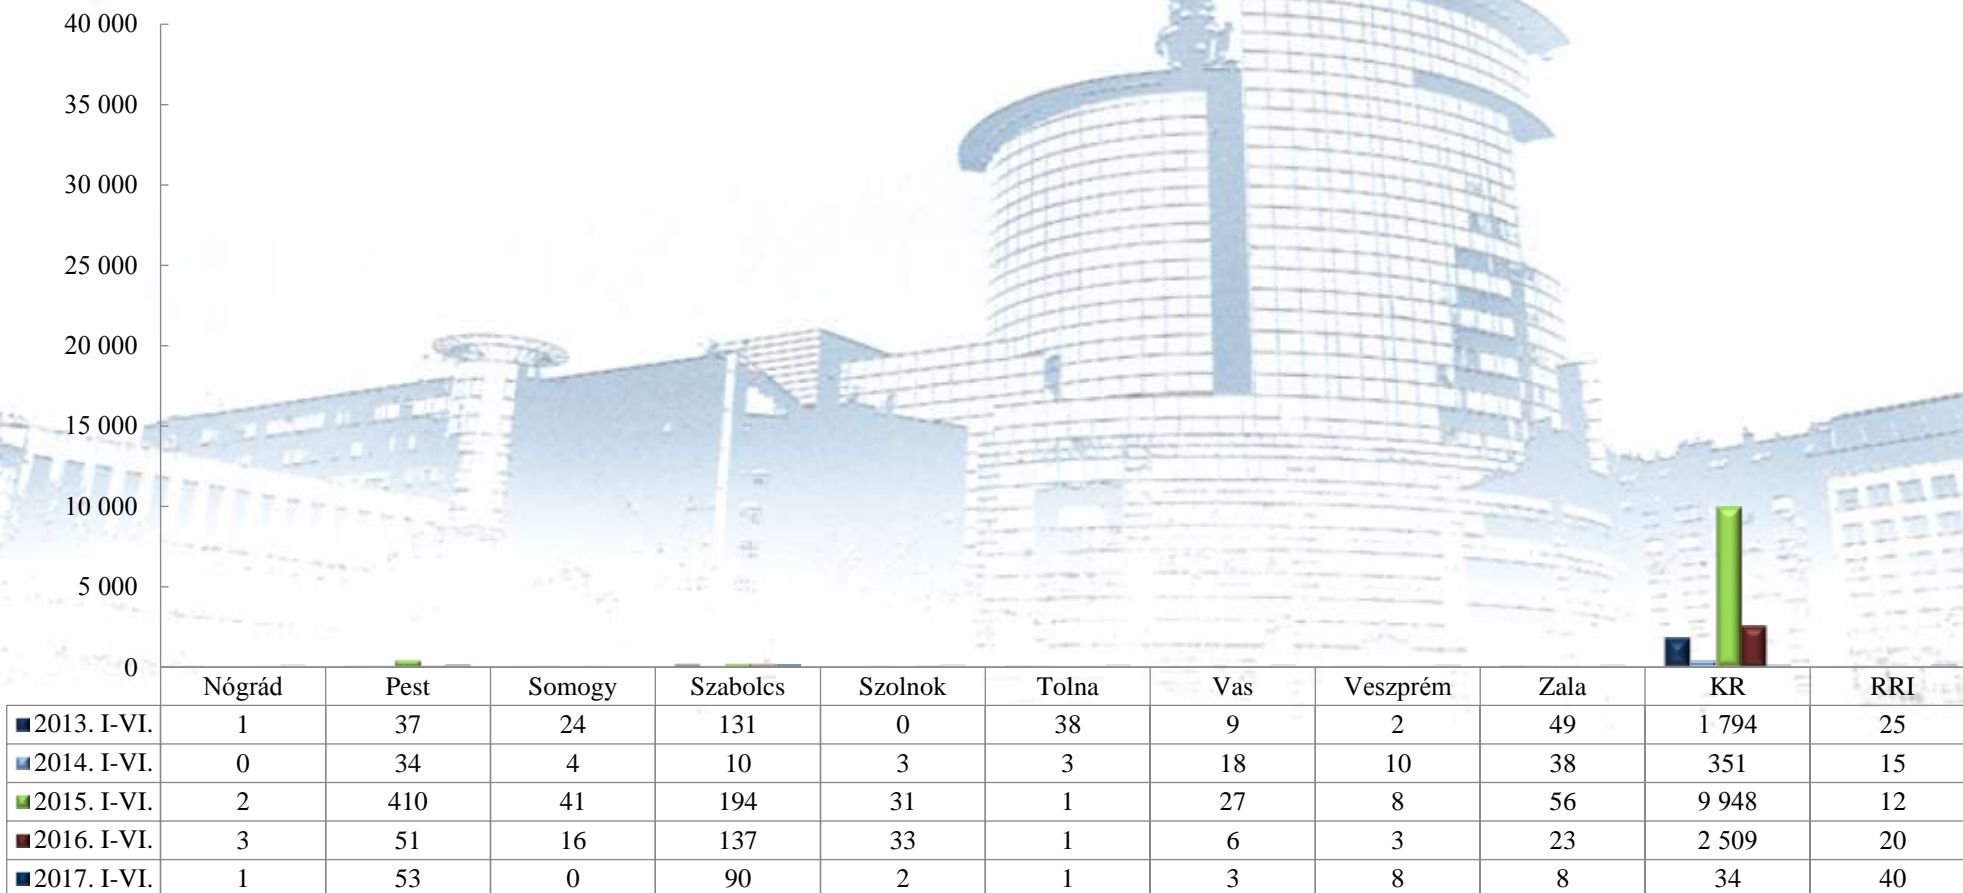 40 000
35 000
30 000
25 000
20 000
15 000
10 000
5 000
0
Nógrád Pest Somogy Szabolcs Szolnok Tolna Vas Veszprém Zala KR RRI
2013. I-VI. 1 37 24 131 0 38 9 2 49 1 794 25
2014. I-VI. 0 34 4 10 3 3 18 10 38 351 15
2015. I-VI. 2 410 41 194 31 1 27 8 56 9 948 12
2016. I-VI. 3 51 16 137 33 1 6 3 23 2 509 20
2017. I-VI. 1 53 0 90 2 1 3 8 8 34 40